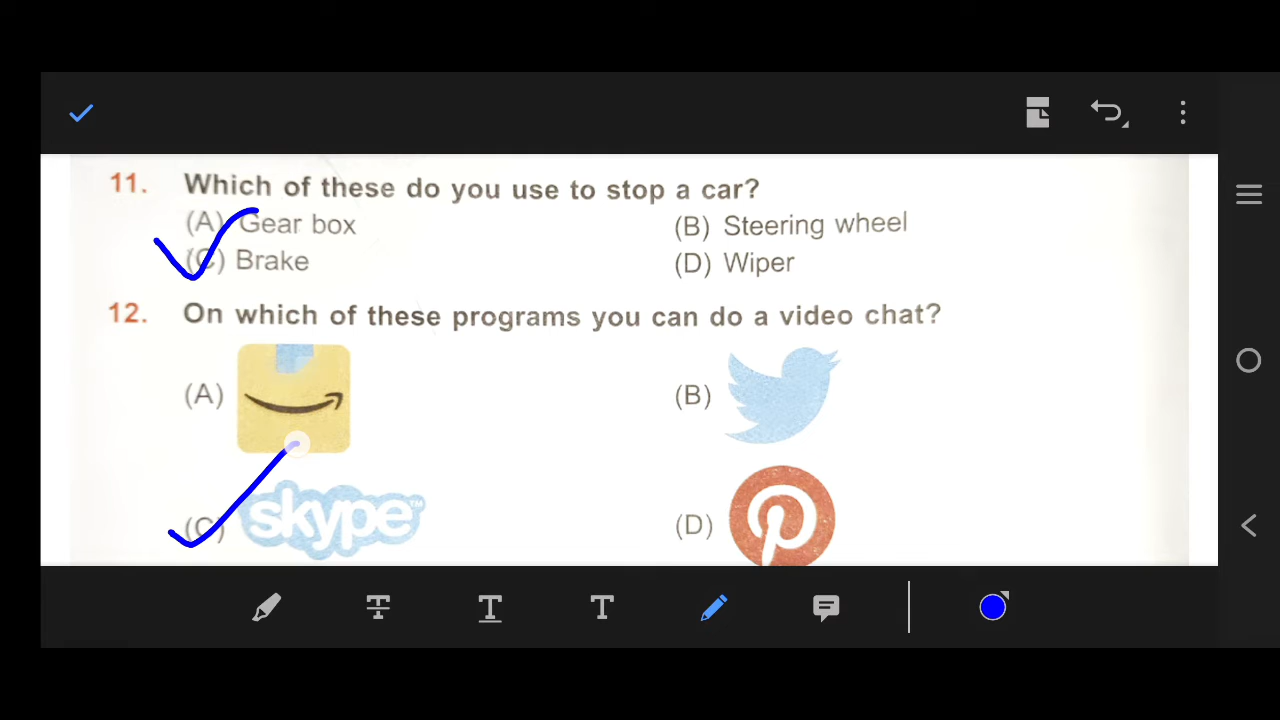 11. Which of these do you use to stop a car?
(A) Gear box (B) Steering wheel
(C) Brake (D) Wiper
12. On which of these programs you can do a video chat?
(A) (B)
(C) skype™ (D)
T T T